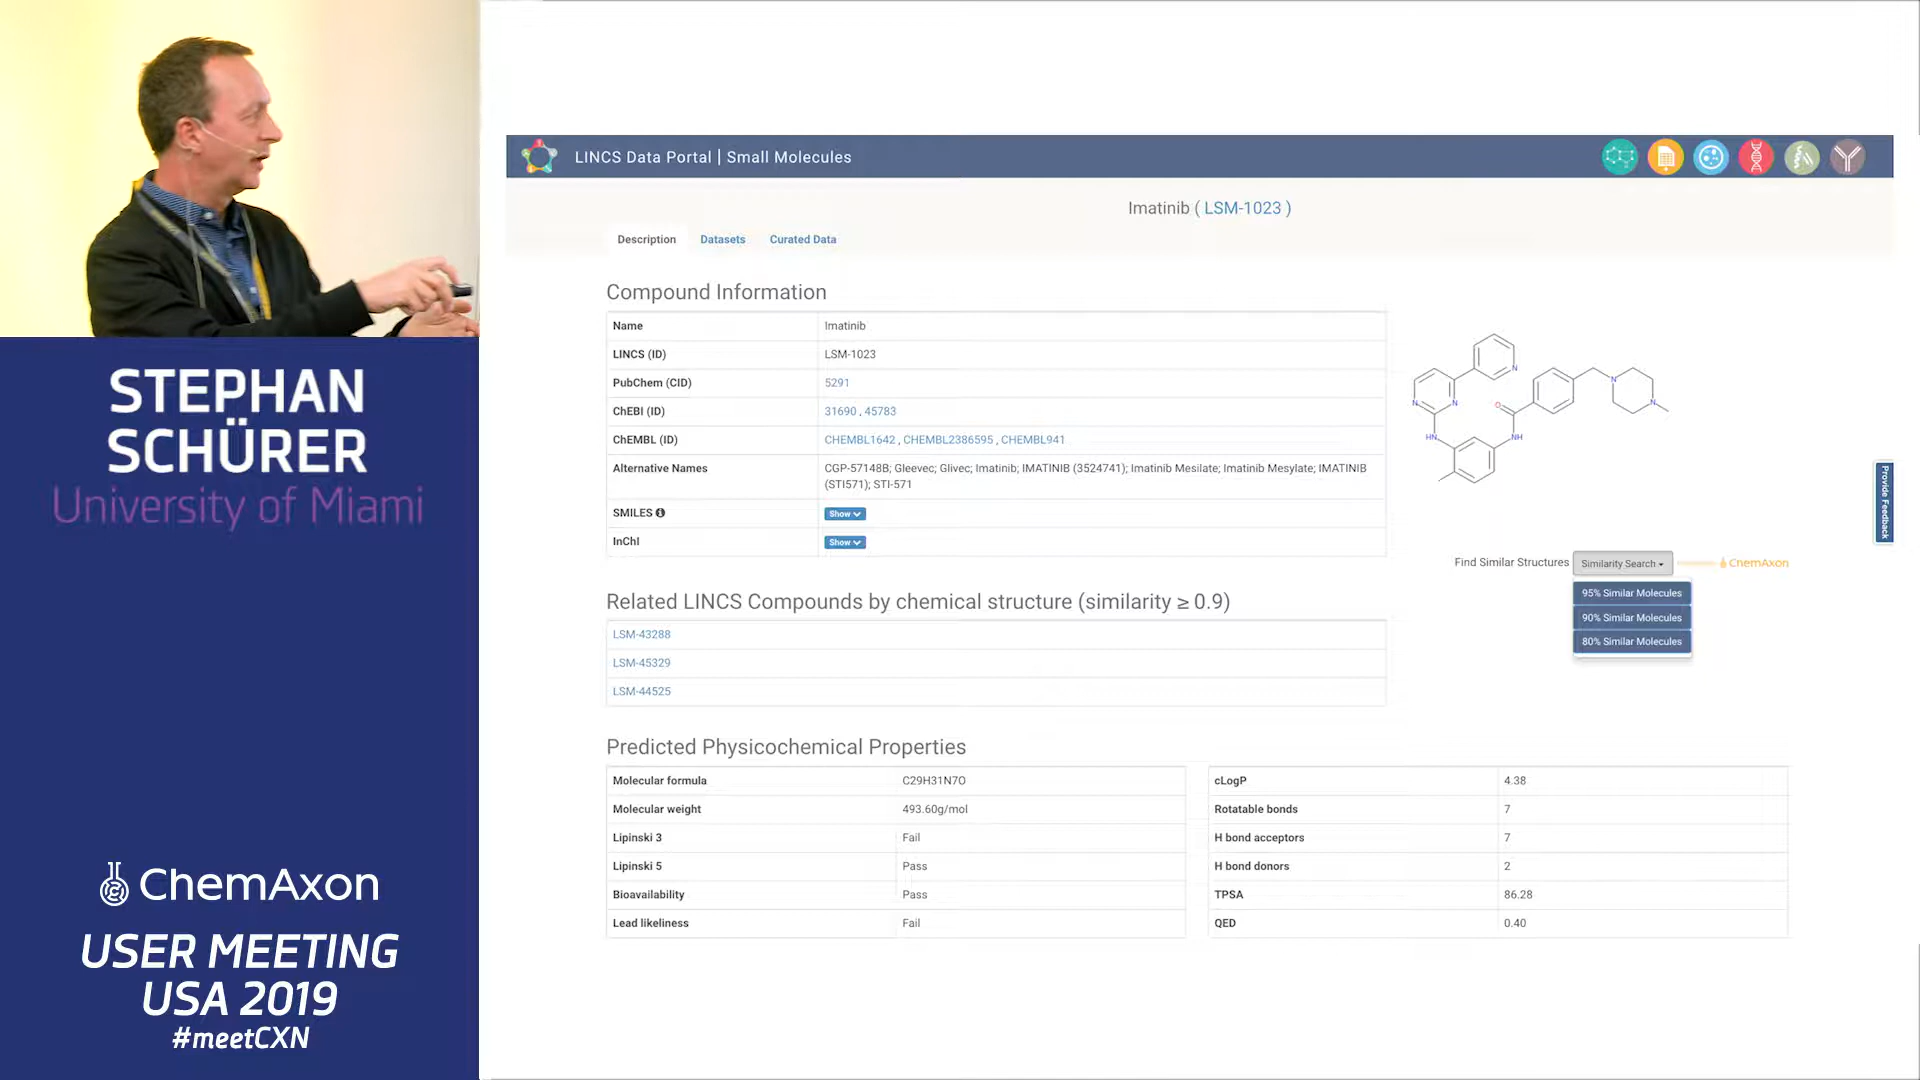 STEPHAN
SCHÜRER
University of Miami
ChemAxon
USER MEETING
USA 2019
#meetCXN
LINCS Data Portal | Small Molecules
Imatinib ( LSM-1023 )
Description Datasets Curated Data
Compound Information
Name Imatinib
LINCS (ID) LSM-1023
PubChem (CID) 5291
ChEBI (ID) 31690 , 45783
ChEMBL (ID) CHEMBL1642 , CHEMBL2386595 , CHEMBL941
Alternative Names CGP-57148B; Gleevec; Glivec; Imatinib; IMATINIB (3524741); Imatinib Mesilate; Imatinib Mesylate; IMATINIB
(STI571); STI-571
SMILES Show
InChI Show
N
N
N
N
N
O
HN
NH
Provide Feedback
Find Similar Structures Similarity Search ChemAxon
95% Similar Molecules
90% Similar Molecules
80% Similar Molecules
Related LINCS Compounds by chemical structure (similarity ≥ 0.9)
LSM-43288
LSM-45329
LSM-44525
Predicted Physicochemical Properties
Molecular formula C29H31N7O
Molecular weight 493.60g/mol
Lipinski 3 Fail
Lipinski 5 Pass
Bioavailability Pass
Lead likeliness Fail
cLogP 4.38
Rotatable bonds 7
H bond acceptors 7
H bond donors 2
TPSA 86.28
QED 0.40